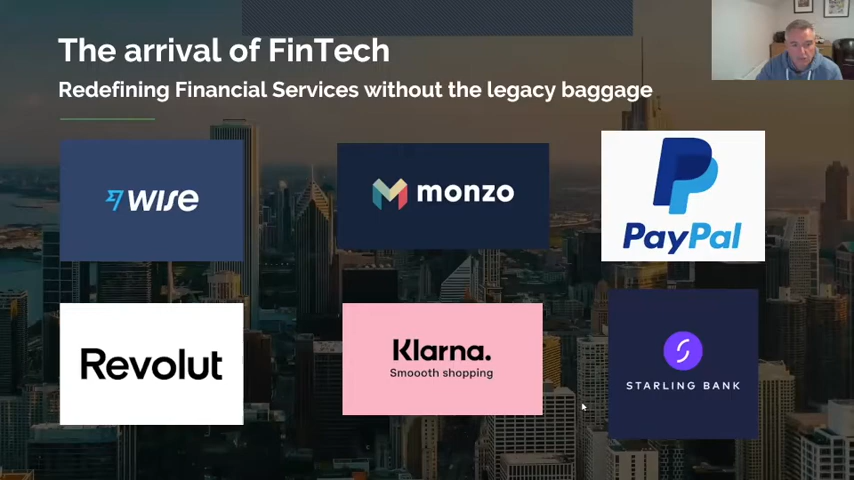 The arrival of FinTech
Redefining Financial Services without the legacy baggage
wise
monzo
PayPal
Revolut
Klarna.
Smoooth shopping
STARLING BANK